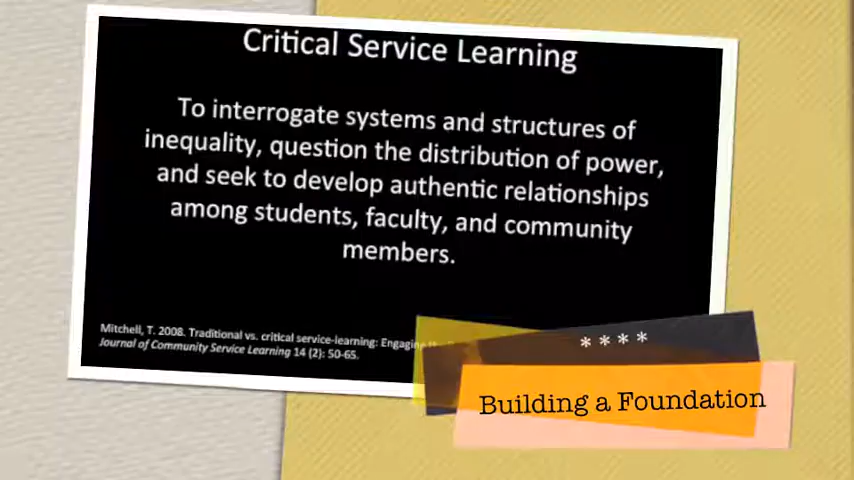 Critical Service Learning
To interrogate systems and structures of
inequality, question the distribution of power,
and seek to develop authentic relationships
among students, faculty, and community
members.
Mitchell, T. 2008. Traditional vs. critical service-learning: Engaging
Journal of Community Service Learning 14 (2): 50-65.
****
Building a Foundation